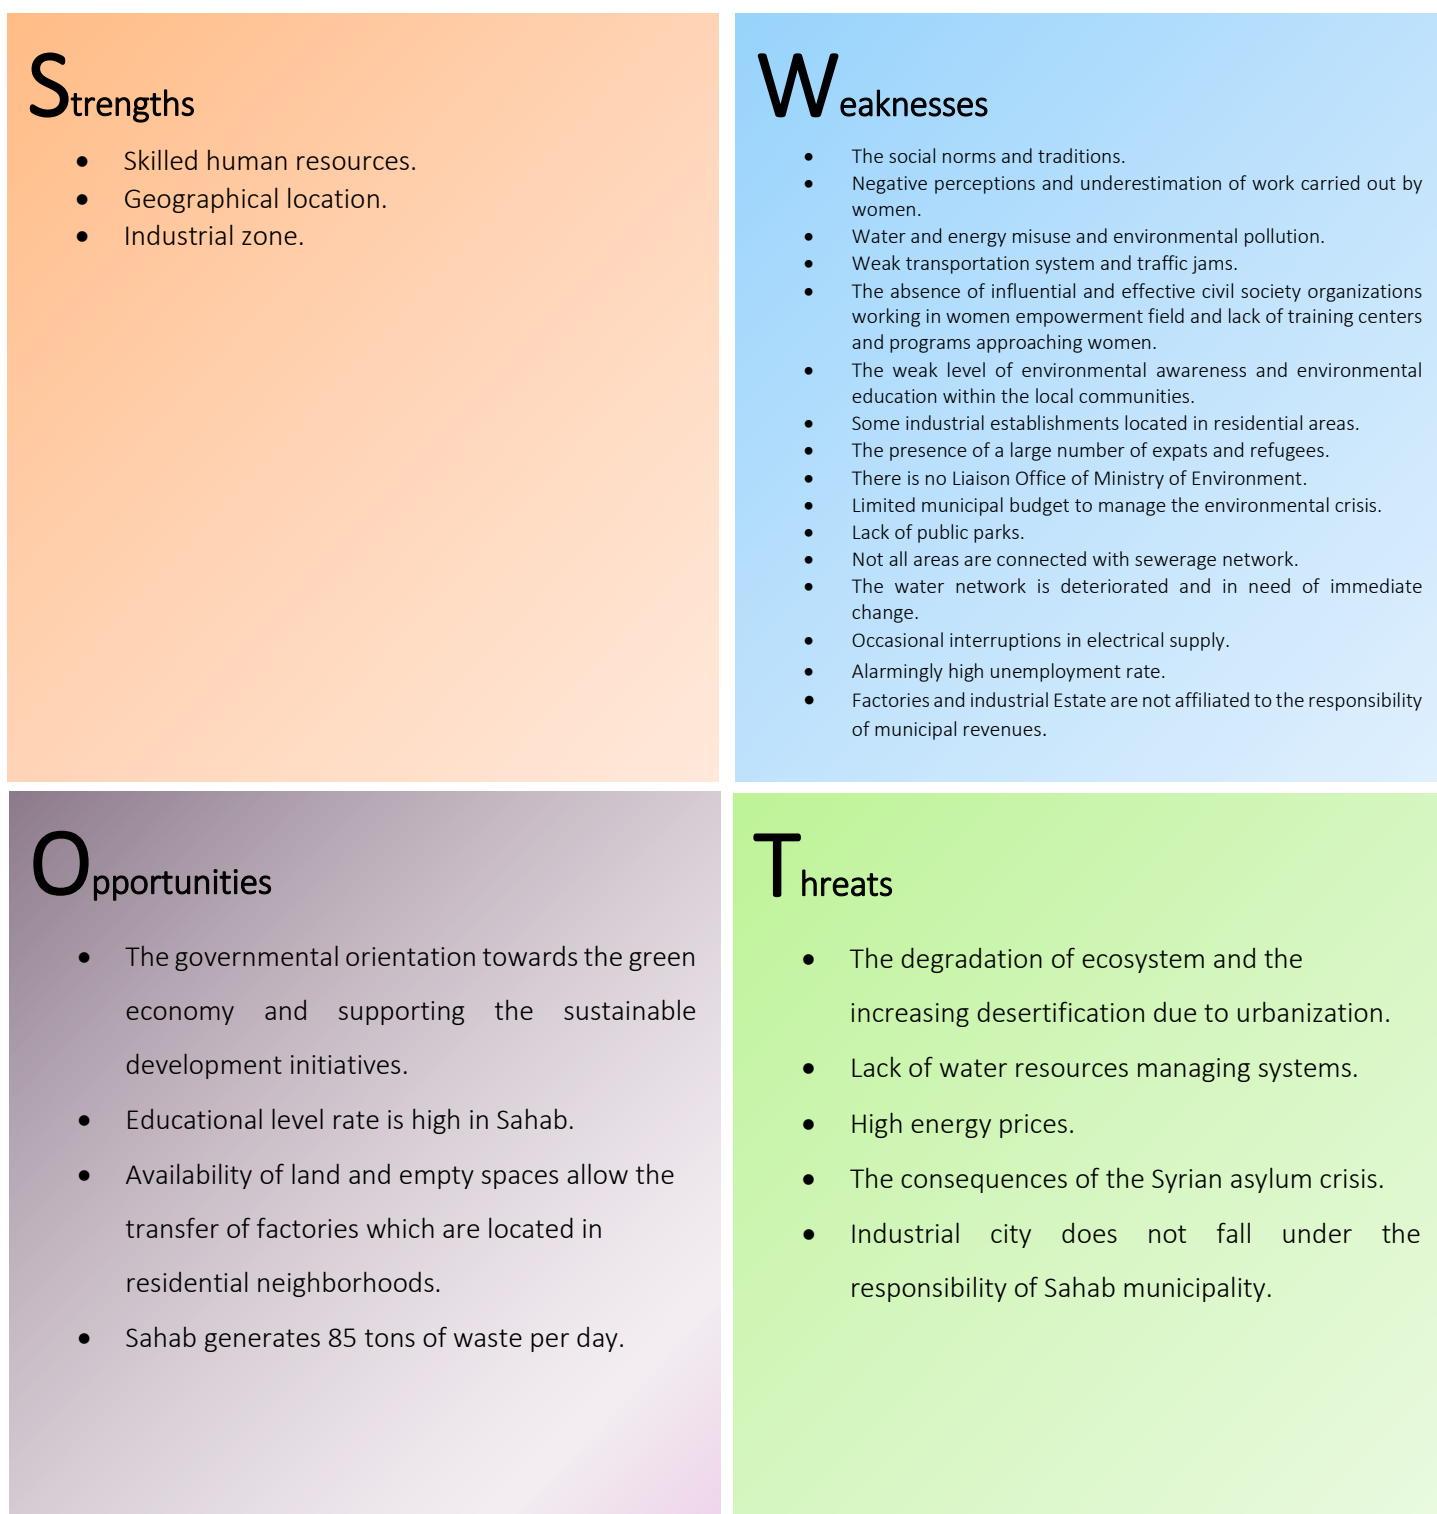 Strengths
• Skilled human resources.
• Geographical location.
• Industrial zone.
Weaknesses
• The social norms and traditions.
• Negative perceptions and underestimation of work carried out by
women.
• Water and energy misuse and environmental pollution.
• Weak transportation system and traffic jams.
• The absence of influential and effective civil society organizations
working in women empowerment field and lack of training centers
and programs approaching women.
• The weak level of environmental awareness and environmental
education within the local communities.
• Some industrial establishments located in residential areas.
• The presence of a large number of expats and refugees.
• There is no Liaison Office of Ministry of Environment.
• Limited municipal budget to manage the environmental crisis.
• Lack of public parks.
• Not all areas are connected with sewerage network.
• The water network is deteriorated and in need of immediate
change.
• Occasional interruptions in electrical supply.
• Alarmingly high unemployment rate.
• Factories and industrial Estate are not affiliated to the responsibility
of municipal revenues.
Opportunities
• The governmental orientation towards the green
economy and supporting the sustainable
development initiatives.
• Educational level rate is high in Sahab.
• Availability of land and empty spaces allow the
transfer of factories which are located in
residential neighborhoods.
• Sahab generates 85 tons of waste per day.
Threats
• The degradation of ecosystem and the
increasing desertification due to urbanization.
• Lack of water resources managing systems.
• High energy prices.
• The consequences of the Syrian asylum crisis.
• Industrial city does not fall under the
responsibility of Sahab municipality.